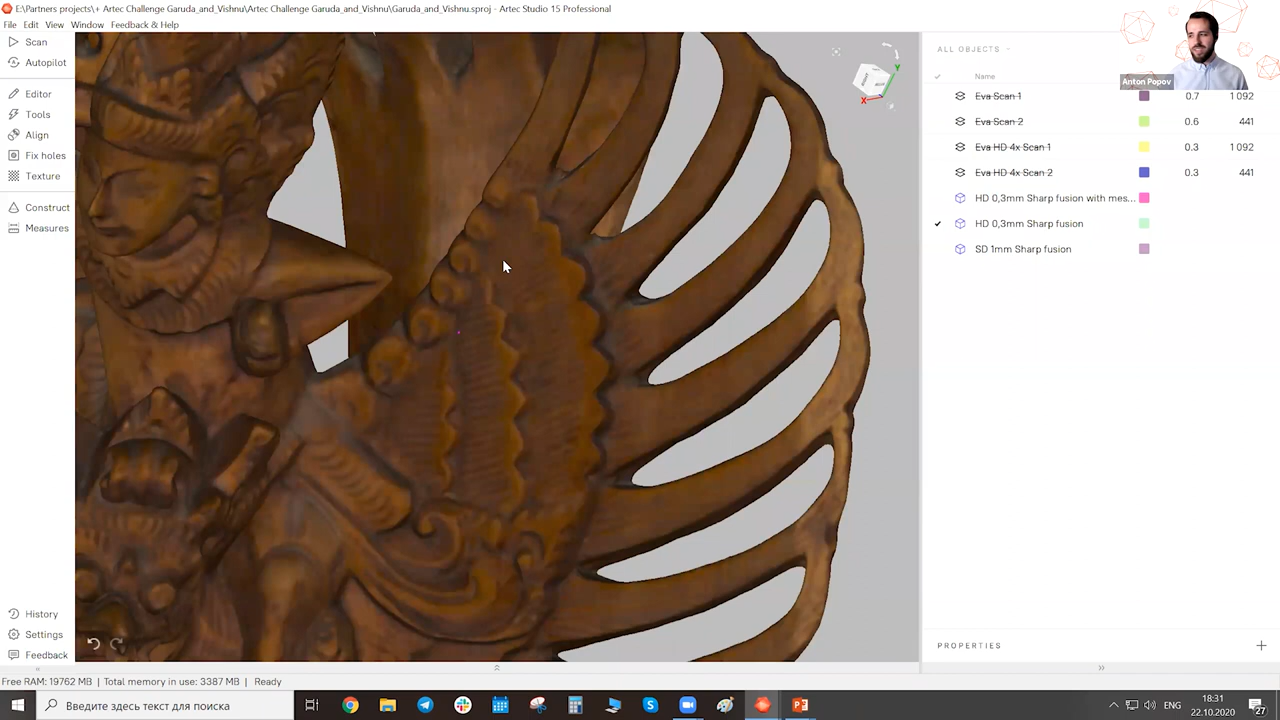 E:\Partners projects\+ Artec Challenge Garuda_and_Vishnu\Artec Challenge Garuda_and_Vishnu\Garuda_and_Vishnu.sproj - Artec Studio 15 Professional
File Edit View Window Feedback & Help
Scan
Autopilot
Editor
Tools
Align
Fix holes
Texture
Construct
Measures
History
Settings
Feedback
Y
X
ALL OBJECTS
Name
Anton Popov
Eva Scan 1 0.7 1 092
Eva Scan 2 0.6 441
Eva HD 4x Scan 1 0.3 1 092
Eva HD 4x Scan 2 0.3 441
HD 0,3mm Sharp fusion with mes...
HD 0,3mm Sharp fusion
SD 1mm Sharp fusion
PROPERTIES
Free RAM: 19762 MB | Total memory in use: 3387 MB | Ready
Введите здесь текст для поиска
ENG
18:31
22.10.2020
27